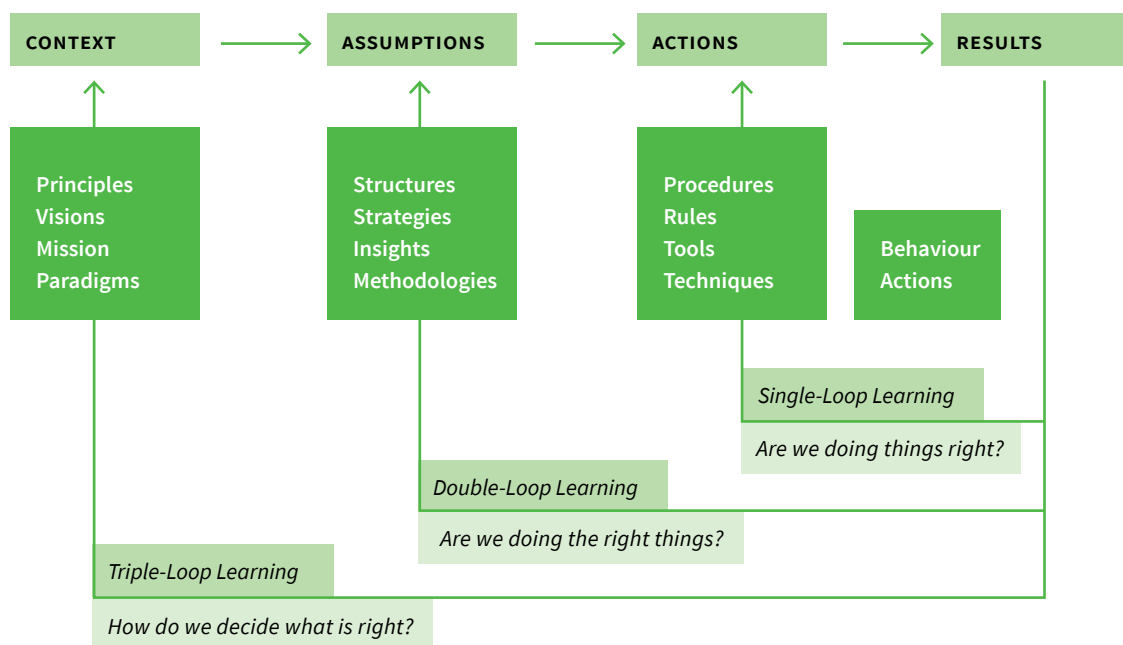 CONTEXT
ASSUMPTIONS
ACTIONS
RESULTS
Principles
Visions
Mission
Paradigms
Structures
Strategies
Insights
Methodologies
Procedures
Rules
Tools
Techniques
Behaviour
Actions
Single-Loop Learning
Are we doing things right?
Double-Loop Learning
Are we doing the right things?
Triple-Loop Learning
How do we decide what is right?